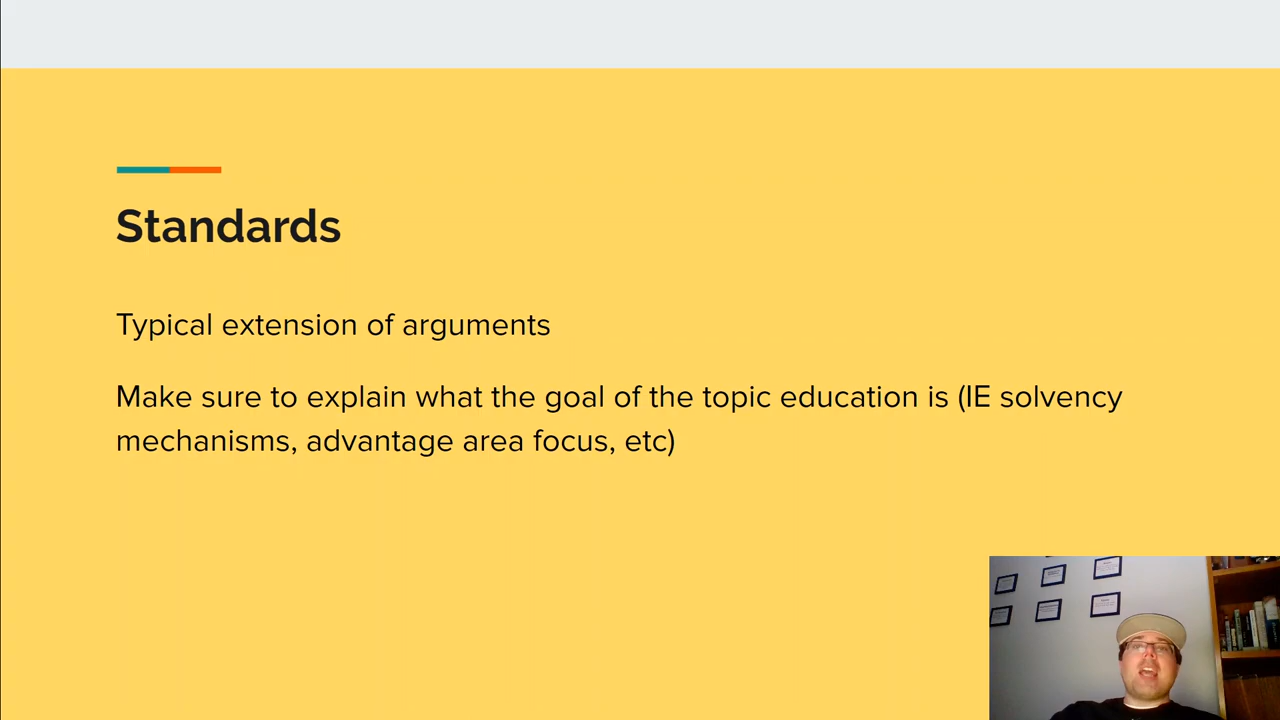 Standards
Typical extension of arguments
Make sure to explain what the goal of the topic education is (IE solvency
mechanisms, advantage area focus, etc)